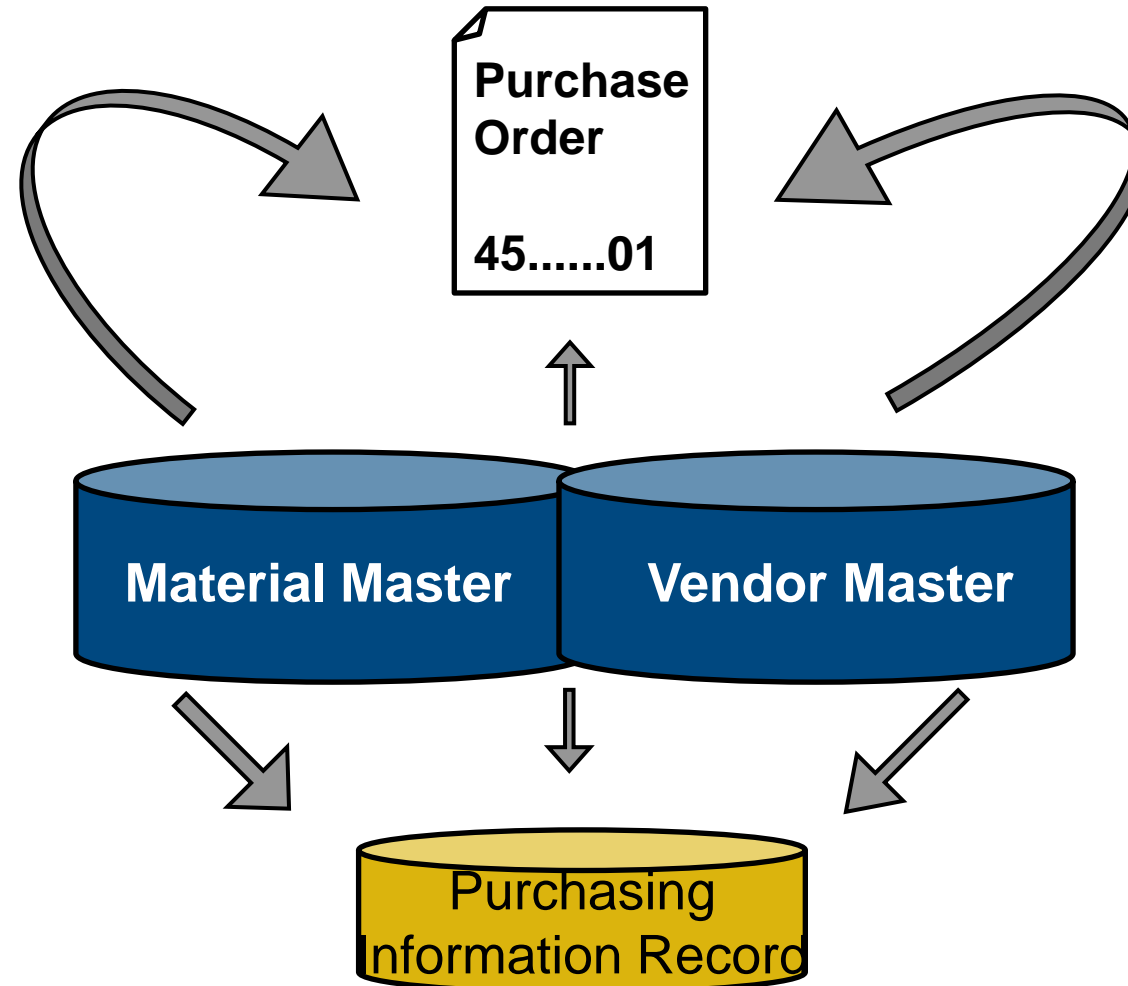 Purchase
Order
45......01
Material Master
Vendor Master
Purchasing
Information Record